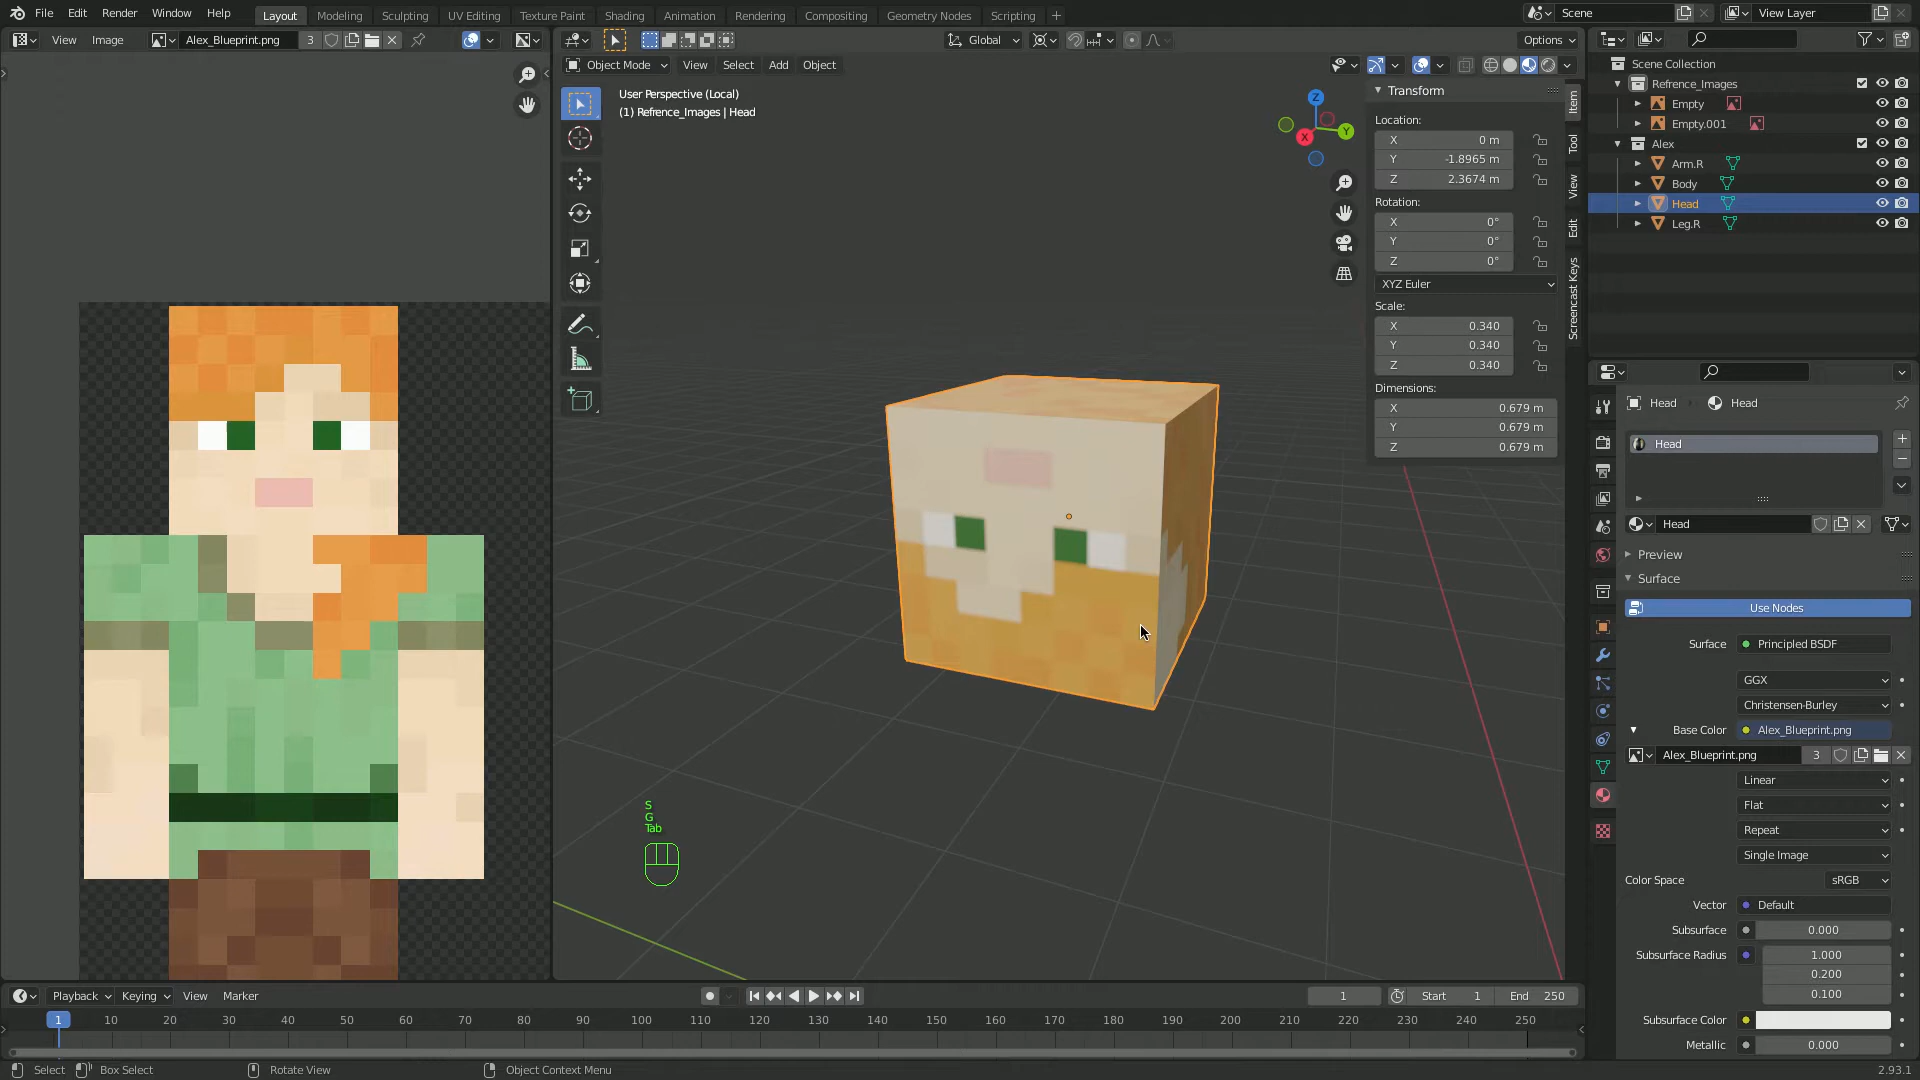 File Edit Render Window Help Layout Modeling Sculpting UV Editing Texture Paint Shading Animation Rendering Compositing Geometry Nodes Scripting + Scene View Layer
View Image Alex_Blueprint.png 3 Global Options
Object Mode View Select Add Object
User Perspective (Local)
(1) Refrence_Images | Head
Z
Y
X
Transform
Location:
X 0 m
Y -1.8965 m
Z 2.3674 m
Rotation:
X 0°
Y 0°
Z 0°
XYZ Euler
Scale:
X 0.340
Y 0.340
Z 0.340
Dimensions:
X 0.679 m
Y 0.679 m
Z 0.679 m
Item
Tool
View
Edit
Screencast Keys
Scene Collection
Refrence_Images
Empty
Empty.001
Alex
Arm.R
Body
Head
Leg.R
Head Head
Head
Head
Preview
Surface
Use Nodes
Surface Principled BSDF
GGX
Christensen-Burley
Base Color Alex_Blueprint.png
Alex_Blueprint.png 3
Linear
Flat
Repeat
Single Image
Color Space sRGB
Vector Default
Subsurface 0.000
Subsurface Radius 1.000
0.200
0.100
Subsurface Color
Metallic 0.000
S
G
Tab
Playback Keying View Marker 1 Start 1 End 250
1 10 20 30 40 50 60 70 80 90 100 110 120 130 140 150 160 170 180 190 200 210 220 230 240 250
Select Box Select Rotate View Object Context Menu 2.93.1